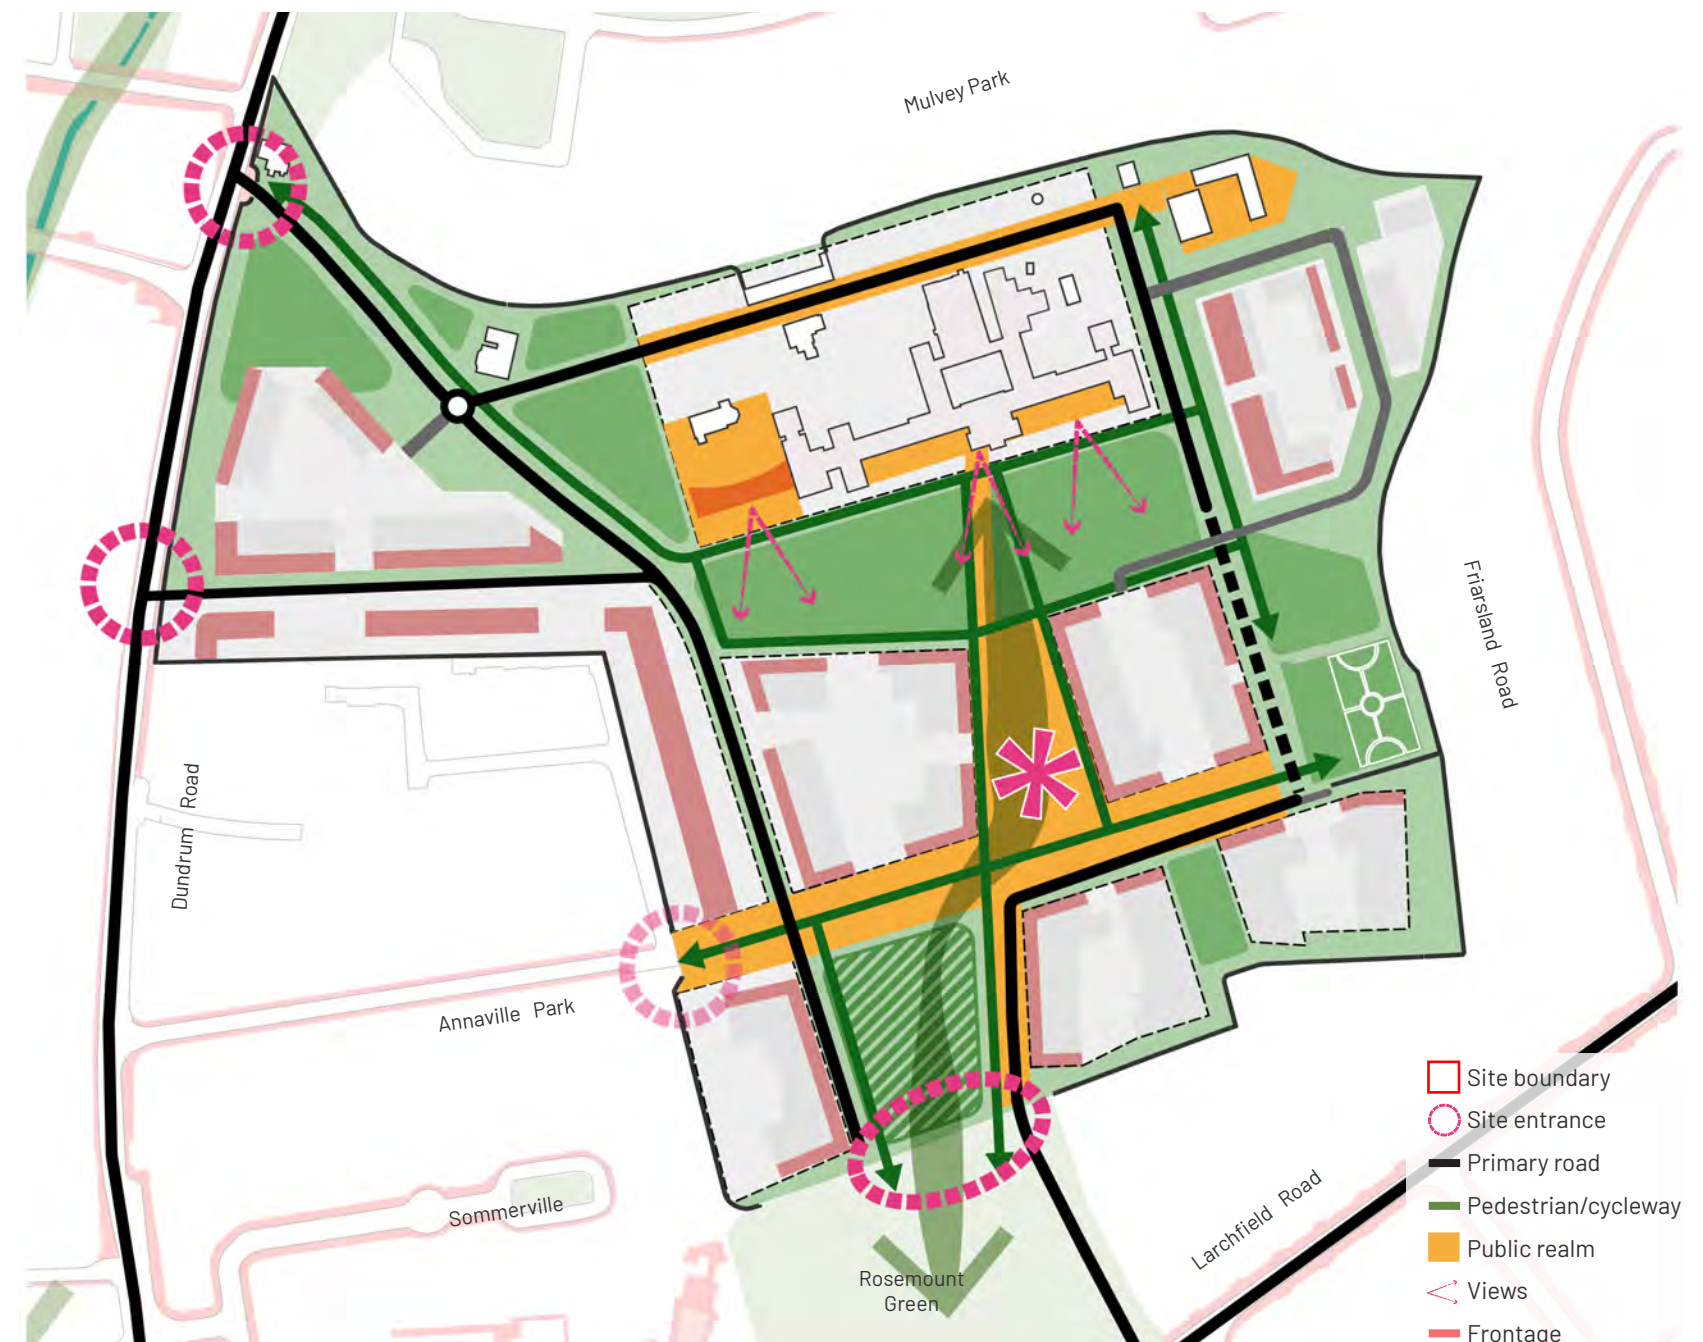 Mulvey Park
Friarsland Road
Dundrum Road
Annaville Park
Sommerville
Rosemount
Green
Larchfield Road
Site boundary
Site entrance
Primary road
Pedestrian/cycleway
Public realm
Views
Frontage